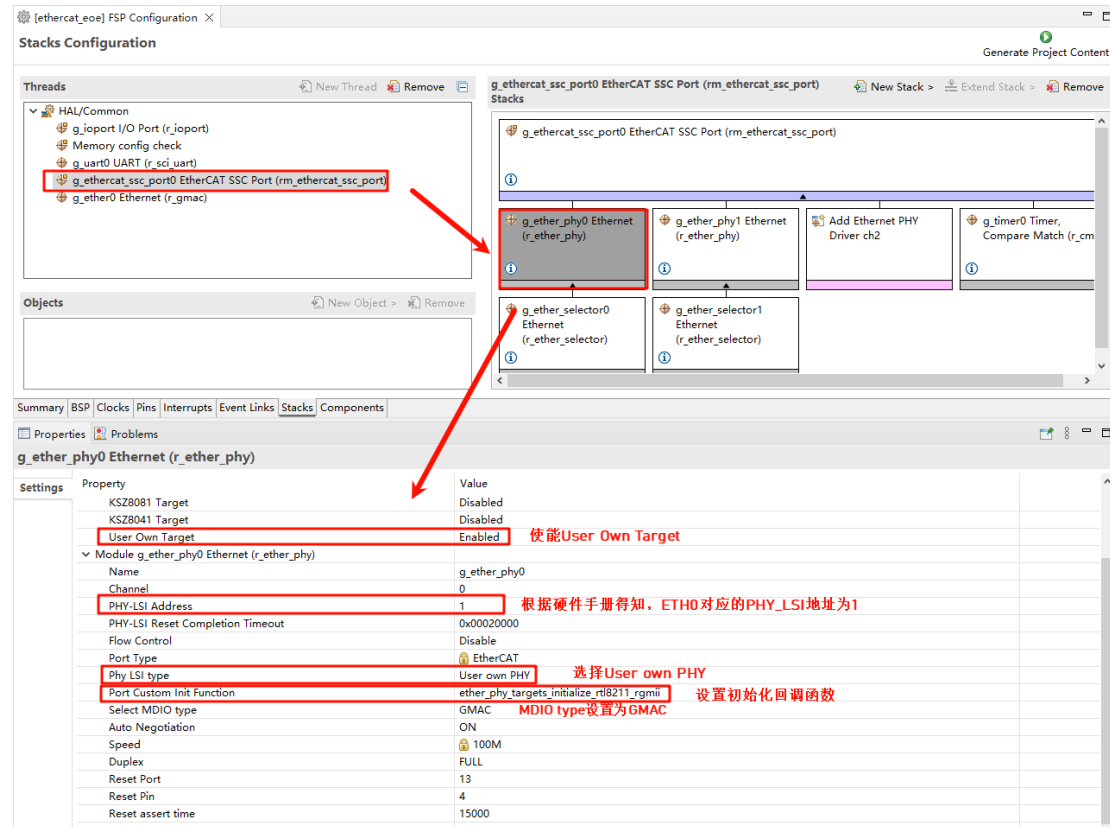 [ethercat_eoe] FSP Configuration
Stacks Configuration
Generate Project Content
Threads
New Thread
Remove
HAL/Common
g_ioport I/O Port (r_ioport)
Memory config check
g_uart0 UART (r_sci_uart)
g_ethercat_ssc_port0 EtherCAT SSC Port (rm_ethercat_ssc_port)
g_ether0 Ethernet (r_gmac)
Objects
New Object >
Remove
g_ethercat_ssc_port0 EtherCAT SSC Port (rm_ethercat_ssc_port)
Stacks
New Stack >
Extend Stack >
Remove
g_ethercat_ssc_port0 EtherCAT SSC Port (rm_ethercat_ssc_port)
g_ether_phy0 Ethernet
(r_ether_phy)
g_ether_phy1 Ethernet
(r_ether_phy)
Add Ethernet PHY
Driver ch2
g_timer0 Timer,
Compare Match (r_cm
g_ether_selector0
Ethernet
(r_ether_selector)
g_ether_selector1
Ethernet
(r_ether_selector)
Summary BSP Clocks Pins Interrupts Event Links Stacks Components
Properties Problems
g_ether_phy0 Ethernet (r_ether_phy)
Settings
Property Value
KSZ8081 Target Disabled
KSZ8041 Target Disabled
User Own Target Enabled 使能User Own Target
Module g_ether_phy0 Ethernet (r_ether_phy)
Name g_ether_phy0
Channel 0
PHY-LSI Address 1 根据硬件手册得知，ETH0对应的PHY_LSI地址为1
PHY-LSI Reset Completion Timeout 0x00020000
Flow Control Disable
Port Type EtherCAT
Phy LSI type User own PHY 选择User own PHY
Port Custom Init Function ether_phy_targets_initialize_rtl8211_rgmii 设置初始化回调函数
Select MDIO type GMAC MDIO type设置为GMAC
Auto Negotiation ON
Speed 100M
Duplex FULL
Reset Port 13
Reset Pin 4
Reset assert time 15000